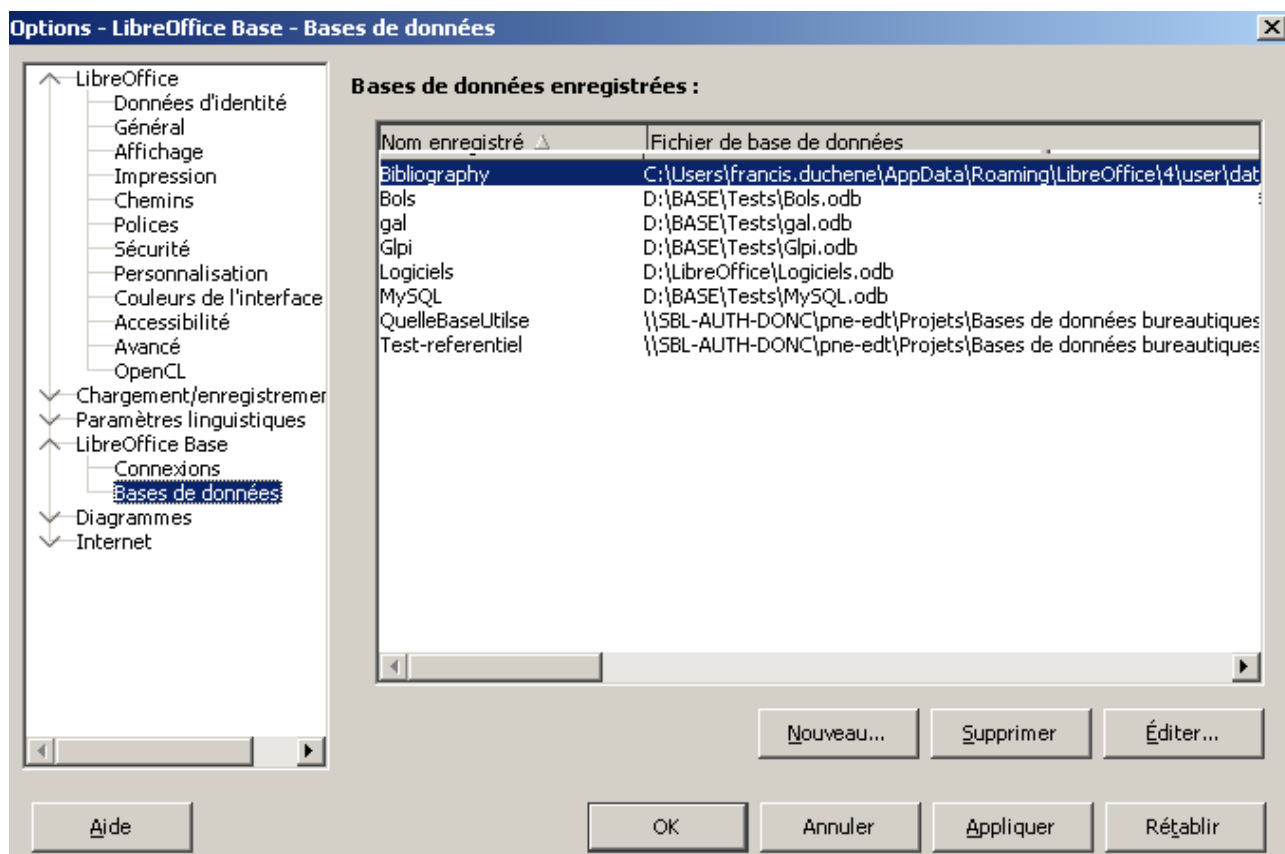 Options - LibreOffice Base - Bases de données
LibreOffice
Données d'identité
Général
Affichage
Impression
Chemins
Polices
Sécurité
Personnalisation
Couleurs de l'interface
Accessibilité
Avancé
OpenCL
Chargement/enregistremer
Paramètres linguistiques
LibreOffice Base
Connexions
Bases de données
Diagrammes
Internet
Bases de données enregistrées :
Nom enregistré Fichier de base de données
Bibliography C:\Users\francis.duchene\AppData\Roaming\LibreOffice\4\user\dat
Bols D:\BASE\Tests\Bols.odb
gal D:\BASE\Tests\gal.odb
Glpi D:\BASE\Tests\Glpi.odb
Logiciels D:\LibreOffice\Logiciels.odb
MySQL D:\BASE\Tests\MySQL.odb
QuelleBaseUtilse \\SBL-AUTH-DONC\pne-edt\Projets\Bases de données bureautiques
Test-referentiel \\SBL-AUTH-DONC\pne-edt\Projets\Bases de données bureautiques
Nouveau... Supprimer Éditer...
Aide OK Annuler Appliquer Rétablir